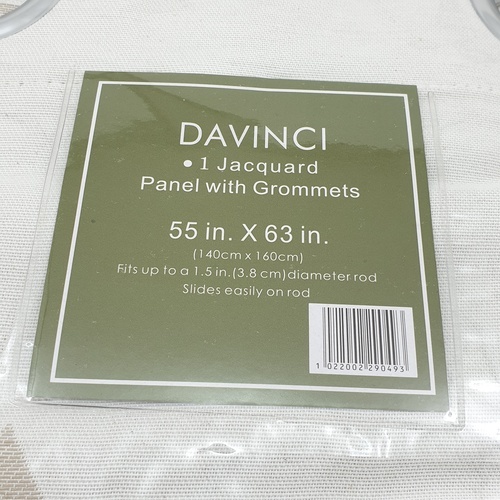 DAVINCI
● 1 Jacquard
Panel with Grommets
55 in. X 63 in.
(140cm x 160cm)
Fits up to a 1.5 in.(3.8 cm)diameter rod
Slides easily on rod
1 022002 290493